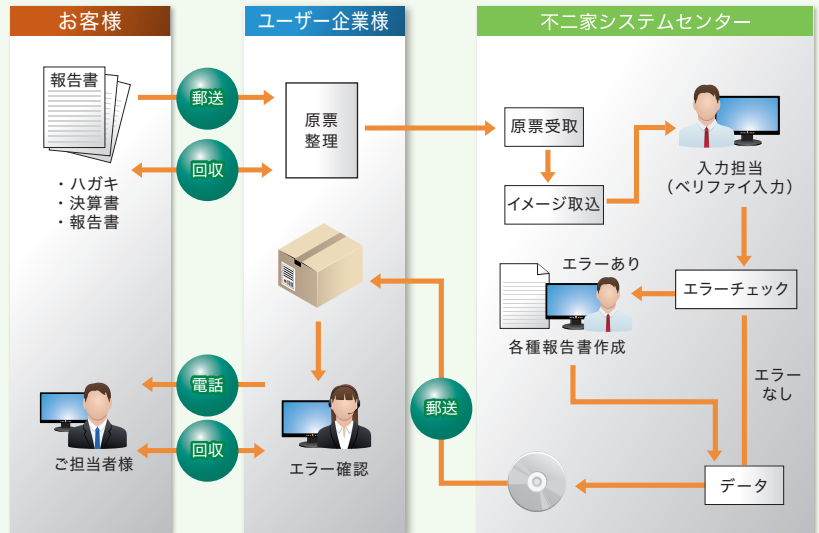 お客様
ユーザー企業様
不二家システムセンター
報告書
郵送
回収
・ハガキ
・決算書
・報告書
原票
整理
原票受取
イメージ取込
入力担当
（ベリファイ入力）
エラーチェック
エラーあり
各種報告書作成
エラー
なし
データ
郵送
電話
回収
ご担当者様
エラー確認